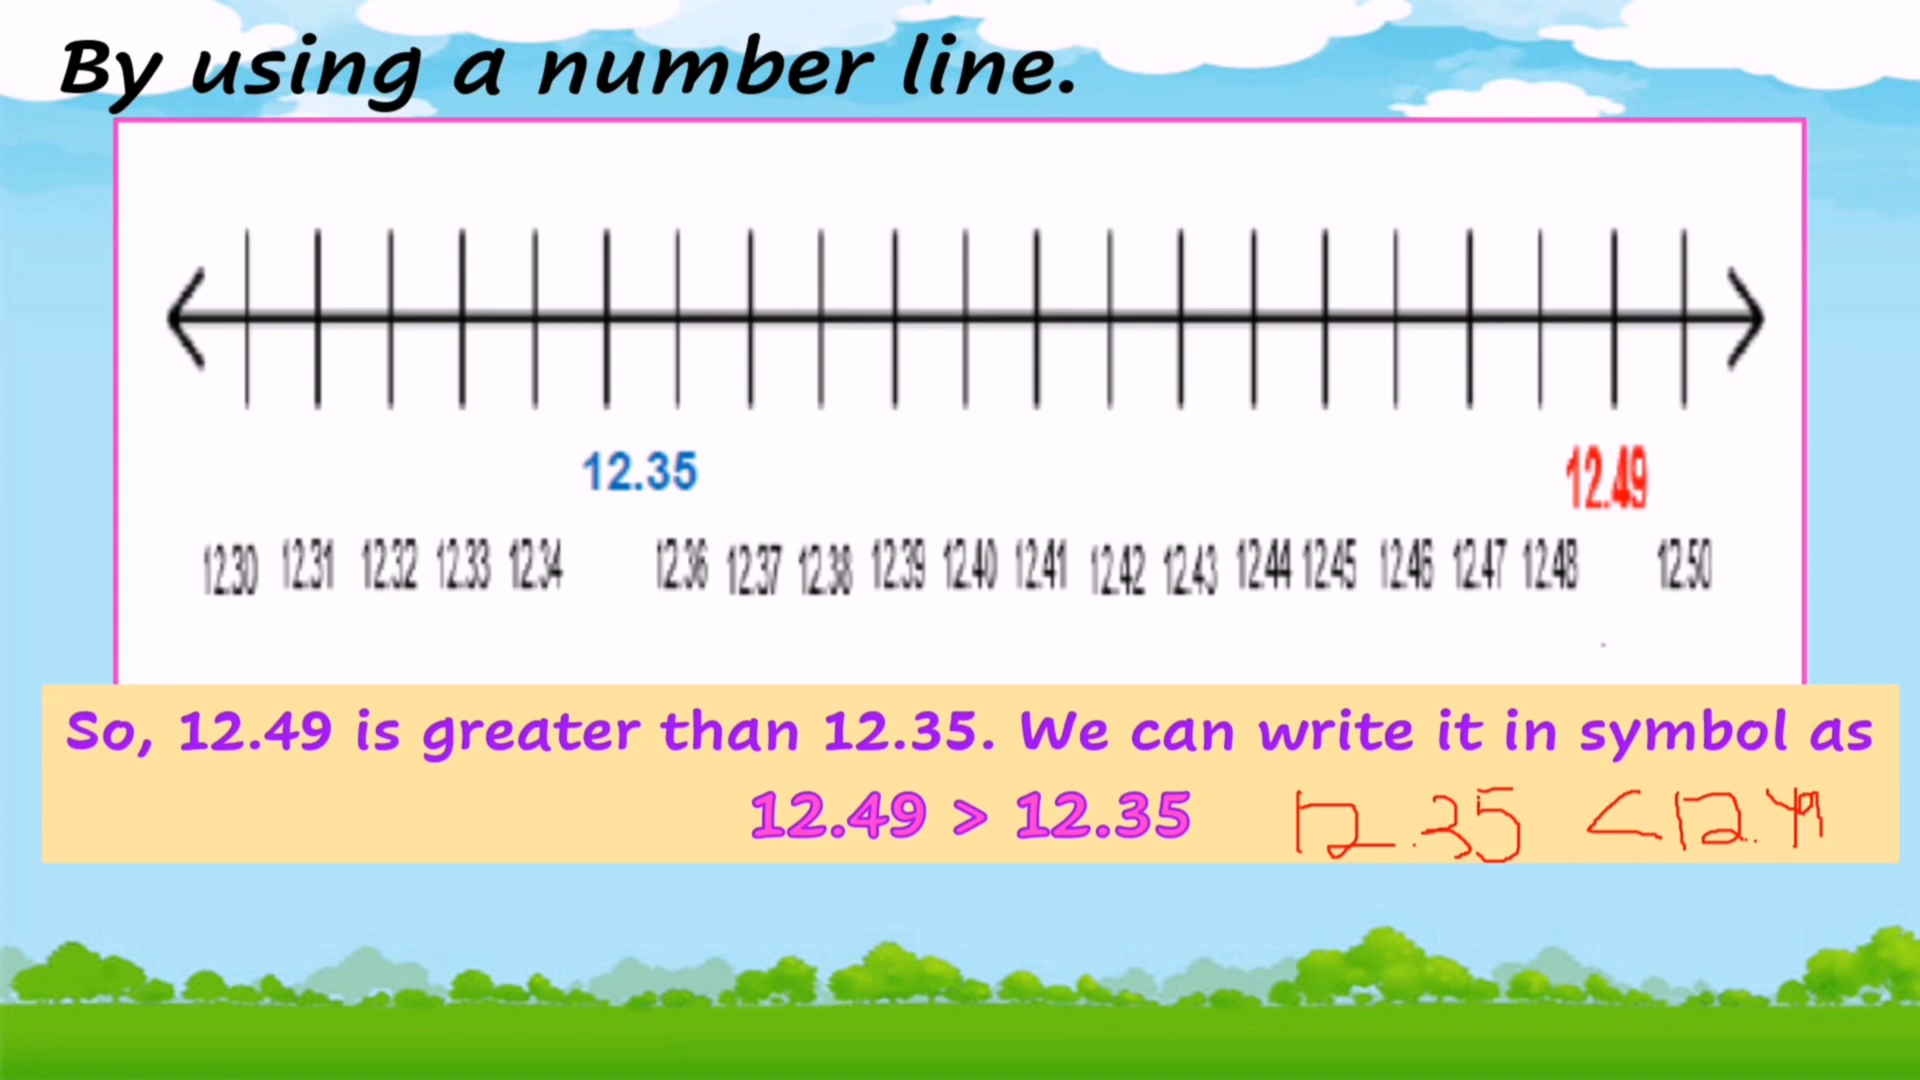 By using a number line.
12.35 12.49
12.30 12.31 12.32 12.33 12.34 12.36 12.37 12.38 12.39 12.40 12.41 12.42 12.43 12.44 12.45 12.46 12.47 12.48 12.50
So, 12.49 is greater than 12.35. We can write it in symbol as
12.49 > 12.35 12.35 < 12.49